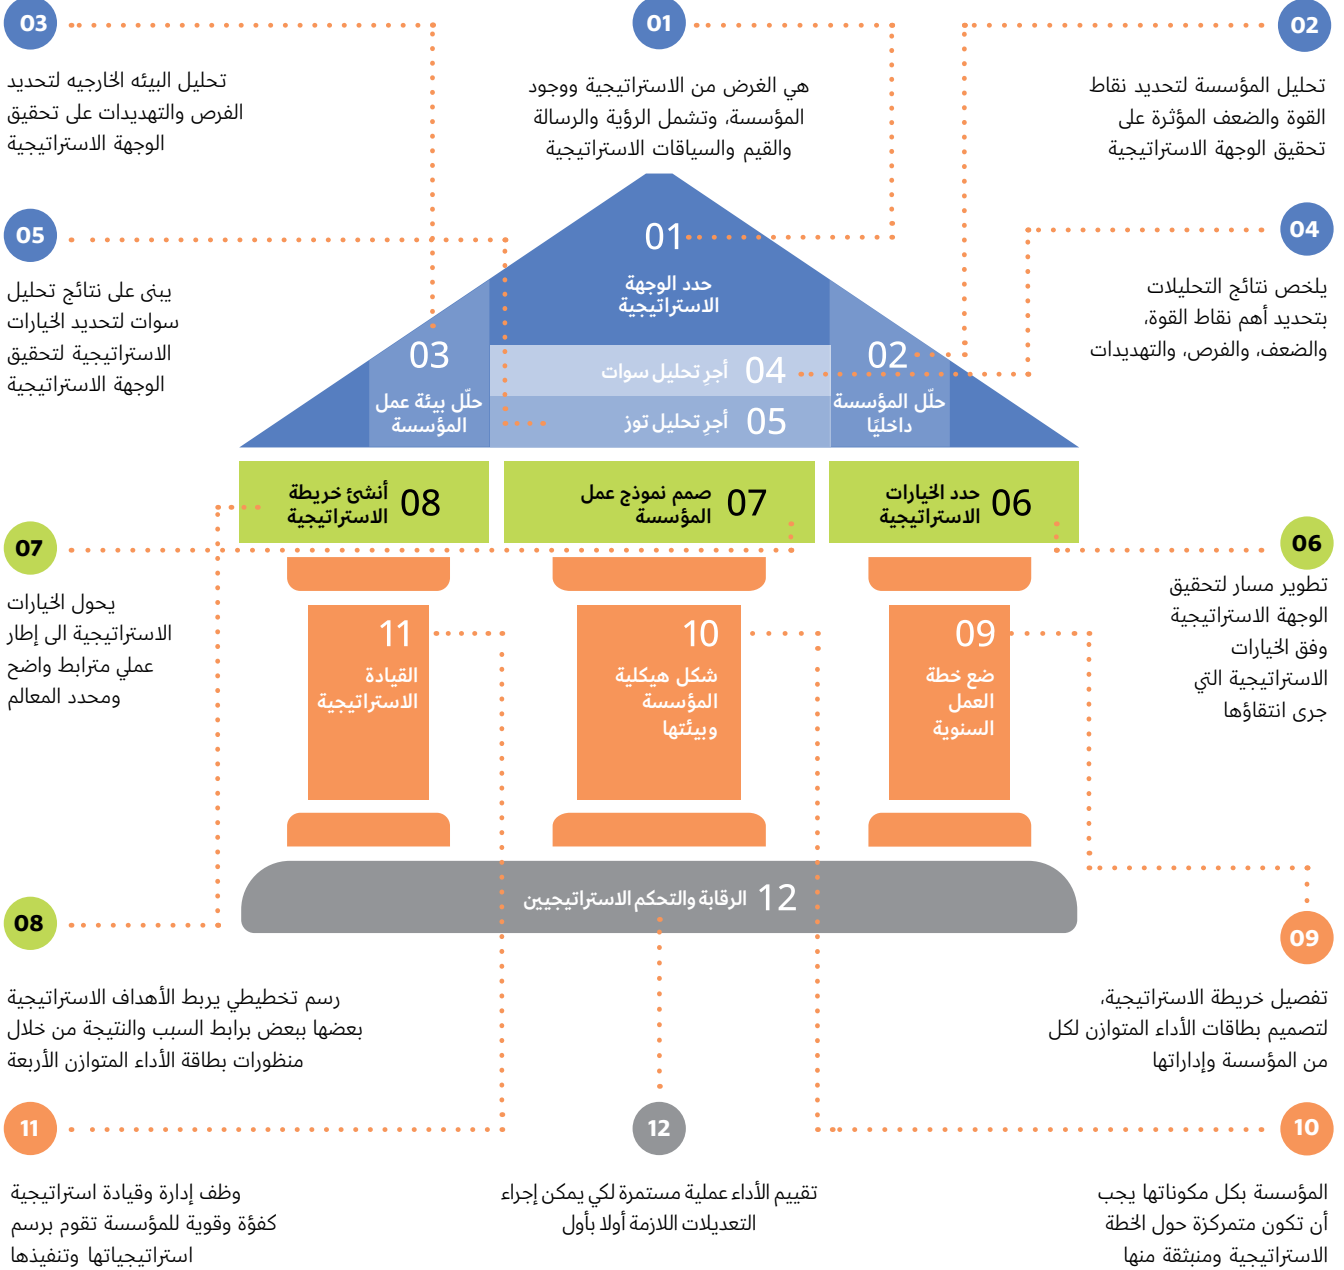 01
هي الغرض من الاستراتيجية ووجود
المؤسسة، وتشمل الرؤية والرسالة
والقيم والسياقات الاستراتيجية
02
تحليل المؤسسة لتحديد نقاط
القوة والضعف المؤثرة على
تحقيق الوجهة الاستراتيجية
03
تحليل البيئه الخارجيه لتحديد
الفرص والتهديدات على تحقيق
الوجهة الاستراتيجية
04
يلخص نتائج التحليلات
بتحديد أهم نقاط القوة،
والضعف، والفرص، والتهديدات
05
يبنى على نتائج تحليل
سوات لتحديد الخيارات
الاستراتيجية لتحقيق
الوجهة الاستراتيجية
01
حدد الوجهة
الاستراتيجية
02
حلّل المؤسسة
داخليًا
03
حلّل بيئة عمل
المؤسسة
04 أجرِ تحليل سوات
05 أجرِ تحليل توز
06 حدد الخيارات
الاستراتيجية
07 صمم نموذج عمل
المؤسسة
08 أنشئ خريطة
الاستراتيجية
06
تطوير مسار لتحقيق
الوجهة الاستراتيجية
وفق الخيارات
الاستراتيجية التي
جرى انتقاؤها
07
يحول الخيارات
الاستراتيجية الى إطار
عملي مترابط واضح
ومحدد المعالم
09
ضع خطة
العمل
السنوية
10
شكل هيكلية
المؤسسة
وبيئتها
11
القيادة
الاستراتيجية
12 الرقابة والتحكم الاستراتيجيين
08
رسم تخطيطي يربط الأهداف الاستراتيجية
بعضها ببعض برابط السبب والنتيجة من خلال
منظورات بطاقة الأداء المتوازن الأربعة
09
تفصيل خريطة الاستراتيجية،
لتصميم بطاقات الأداء المتوازن لكل
من المؤسسة وإداراتها
10
المؤسسة بكل مكوناتها يجب
أن تكون متمركزة حول الخطة
الاستراتيجية ومنبثقة منها
12
تقييم الأداء عملية مستمرة لكي يمكن إجراء
التعديلات اللازمة أولا بأول
11
وظف إدارة وقيادة استراتيجية
كفؤة وقوية للمؤسسة تقوم برسم
استراتيجياتها وتنفيذها